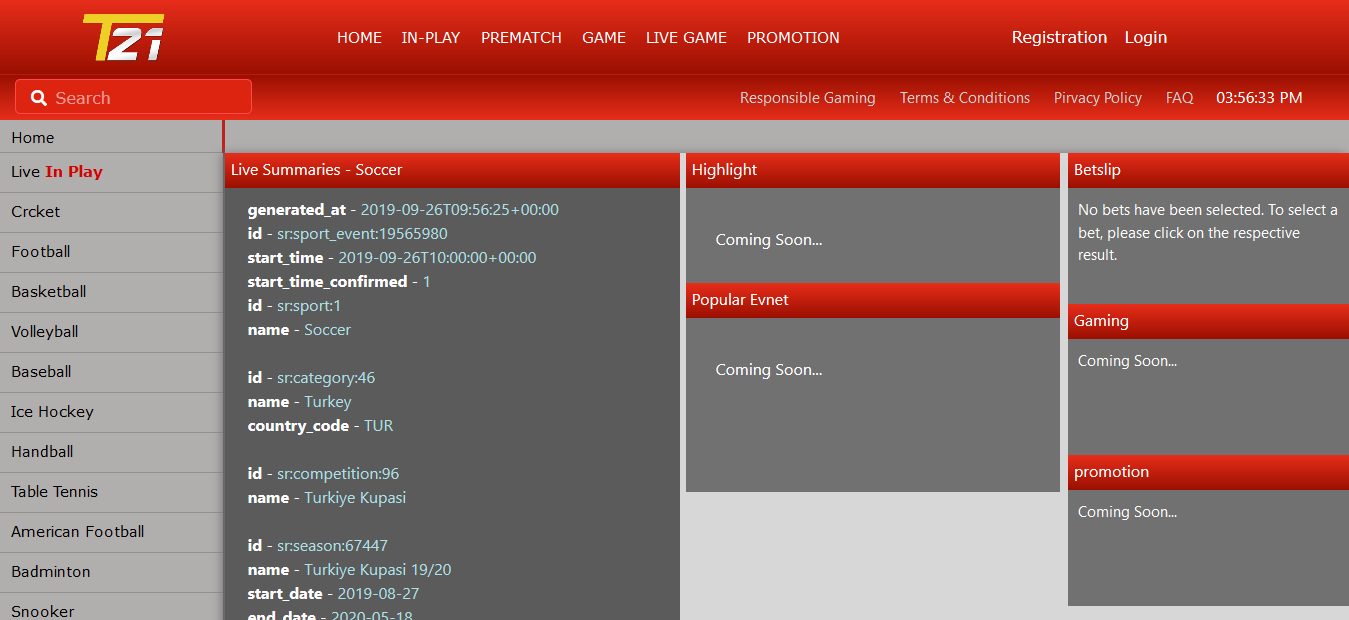 T21
HOME IN-PLAY PREMATCH GAME LIVE GAME PROMOTION
Registration Login
Search
Responsible Gaming Terms & Conditions Pirvacy Policy FAQ 03:56:33 PM
Home
Live In Play
Crcket
Football
Basketball
Volleyball
Baseball
Ice Hockey
Handball
Table Tennis
American Football
Badminton
Snooker
Live Summaries - Soccer
generated_at - 2019-09-26T09:56:25+00:00
id - sr:sport_event:19565980
start_time - 2019-09-26T10:00:00+00:00
start_time_confirmed - 1
id - sr:sport:1
name - Soccer
id - sr:category:46
name - Turkey
country_code - TUR
id - sr:competition:96
name - Turkiye Kupasi
id - sr:season:67447
name - Turkiye Kupasi 19/20
start_date - 2019-08-27
end_date - 2020-05-18
Highlight
Coming Soon...
Popular Evnet
Coming Soon...
Betslip
No bets have been selected. To select a
bet, please click on the respective
result.
Gaming
Coming Soon...
promotion
Coming Soon...